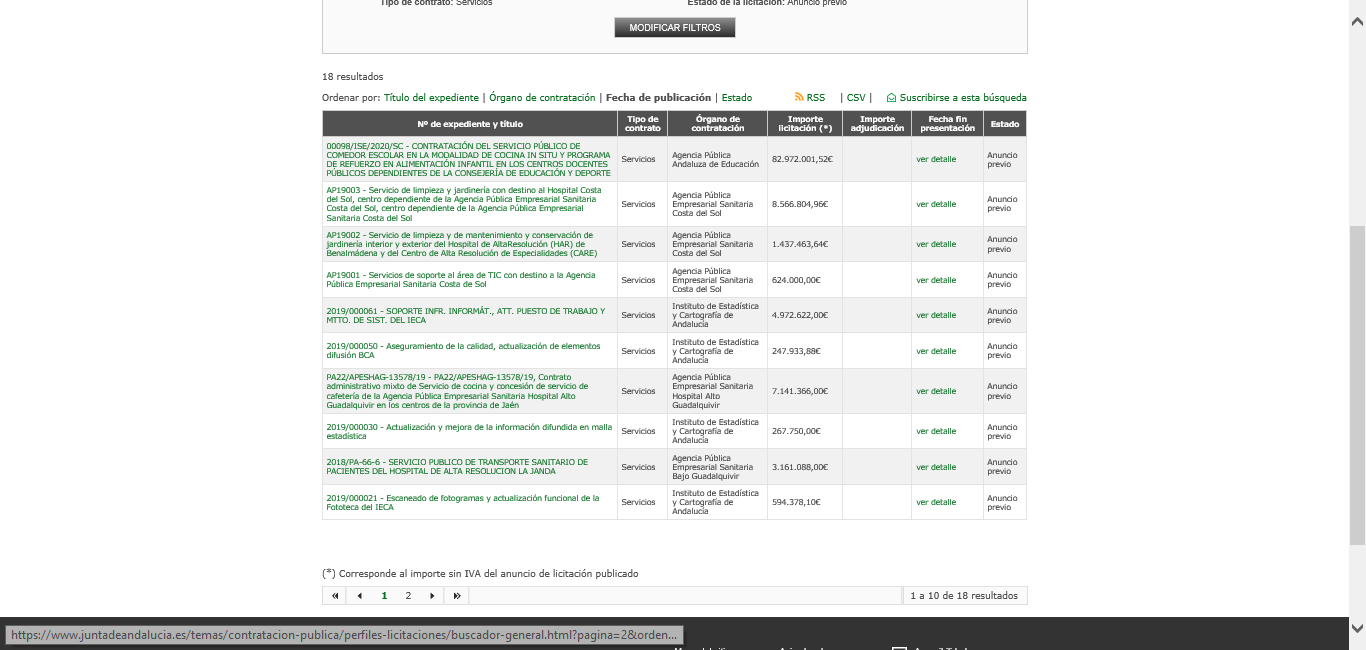 Tipo de contrato: Servicios
Estado de la licitación: Anuncio previo
MODIFICAR FILTROS
18 resultados
Ordenar por: Título del expediente | Órgano de contratación | Fecha de publicación | Estado
RSS | CSV | Suscribirse a esta búsqueda
Nº de expediente y título
Tipo de
contrato
Órgano de
contratación
Importe
licitación (*)
Importe
adjudicación
Fecha fin
presentación
Estado
00098/ISE/2020/SC - CONTRATACIÓN DEL SERVICIO PÚBLICO DE
COMEDOR ESCOLAR EN LA MODALIDAD DE COCINA IN SITU Y PROGRAMA
DE REFUERZO EN ALIMENTACIÓN INFANTIL EN LOS CENTROS DOCENTES
PÚBLICOS DEPENDIENTES DE LA CONSEJERÍA DE EDUCACIÓN Y DEPORTE
Servicios
Agencia Pública
Andaluza de Educación
82.972.001,52€
ver detalle
Anuncio
previo
AP19003 - Servicio de limpieza y jardinería con destino al Hospital Costa
del Sol, centro dependiente de la Agencia Pública Empresarial Sanitaria
Costa del Sol, centro dependiente de la Agencia Pública Empresarial
Sanitaria Costa del Sol
Servicios
Agencia Pública
Empresarial Sanitaria
Costa del Sol
8.566.804,96€
ver detalle
Anuncio
previo
AP19002 - Servicio de limpieza y de mantenimiento y conservación de
jardinería interior y exterior del Hospital de AltaResolución (HAR) de
Benalmádena y del Centro de Alta Resolución de Especialidades (CARE)
Servicios
Agencia Pública
Empresarial Sanitaria
Costa del Sol
1.437.463,64€
ver detalle
Anuncio
previo
AP19001 - Servicios de soporte al área de TIC con destino a la Agencia
Pública Empresarial Sanitaria Costa de Sol
Servicios
Agencia Pública
Empresarial Sanitaria
Costa del Sol
624.000,00€
ver detalle
Anuncio
previo
2019/000061 - SOPORTE INFR. INFORMÁT., ATT. PUESTO DE TRABAJO Y
MTTO. DE SIST. DEL IECA
Servicios
Instituto de Estadística
y Cartografía de
Andalucía
4.972.622,00€
ver detalle
Anuncio
previo
2019/000050 - Aseguramiento de la calidad, actualización de elementos
difusión BCA
Servicios
Instituto de Estadística
y Cartografía de
Andalucía
247.933,88€
ver detalle
Anuncio
previo
PA22/APESHAG-13578/19 - PA22/APESHAG-13578/19, Contrato
administrativo mixto de Servicio de cocina y concesión de servicio de
cafetería de la Agencia Pública Empresarial Sanitaria Hospital Alto
Guadalquivir en los centros de la provincia de Jaén
Servicios
Agencia Pública
Empresarial Sanitaria
Hospital Alto
Guadalquivir
7.141.366,00€
ver detalle
Anuncio
previo
2019/000030 - Actualización y mejora de la información difundida en malla
estadística
Servicios
Instituto de Estadística
y Cartografía de
Andalucía
267.750,00€
ver detalle
Anuncio
previo
2018/PA-66-6 - SERVICIO PUBLICO DE TRANSPORTE SANITARIO DE
PACIENTES DEL HOSPITAL DE ALTA RESOLUCION LA JANDA
Servicios
Agencia Pública
Empresarial Sanitaria
Bajo Guadalquivir
3.161.088,00€
ver detalle
Anuncio
previo
2019/000021 - Escaneado de fotogramas y actualización funcional de la
Fototeca del IECA
Servicios
Instituto de Estadística
y Cartografía de
Andalucía
594.378,10€
ver detalle
Anuncio
previo
(*) Corresponde al importe sin IVA del anuncio de licitación publicado
1 2
1 a 10 de 18 resultados
https://www.juntadeandalucia.es/temas/contratacion-publica/perfiles-licitaciones/buscador-general.html?pagina=2&orden...